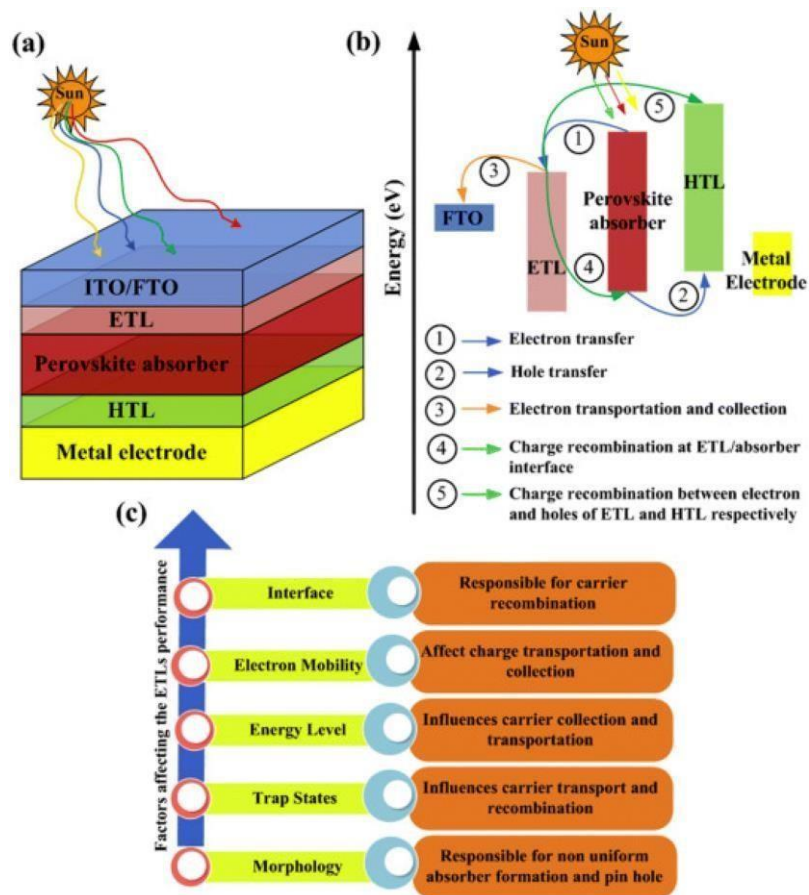 (a)
Sun
ITO/FTO
ETL
Perovskite absorber
HTL
Metal electrode
(b)
Energy (eV)
Sun
5
1
3
FTO
ETL
Perovskite
absorber
HTL
4
2
Metal
Electrode
1 Electron transfer
2 Hole transfer
3 Electron transportation and collection
4 Charge recombination at ETL/absorber
interface
5 Charge recombination between electron
and holes of ETL and HTL respectively
(c)
Factors affecting the ETLs performance
Interface
Responsible for carrier
recombination
Electron Mobility
Affect charge transportation and
collection
Energy Level
Influences carrier collection and
transportation
Trap States
Influences carrier transport and
recombination
Morphology
Responsible for non uniform
absorber formation and pin hole